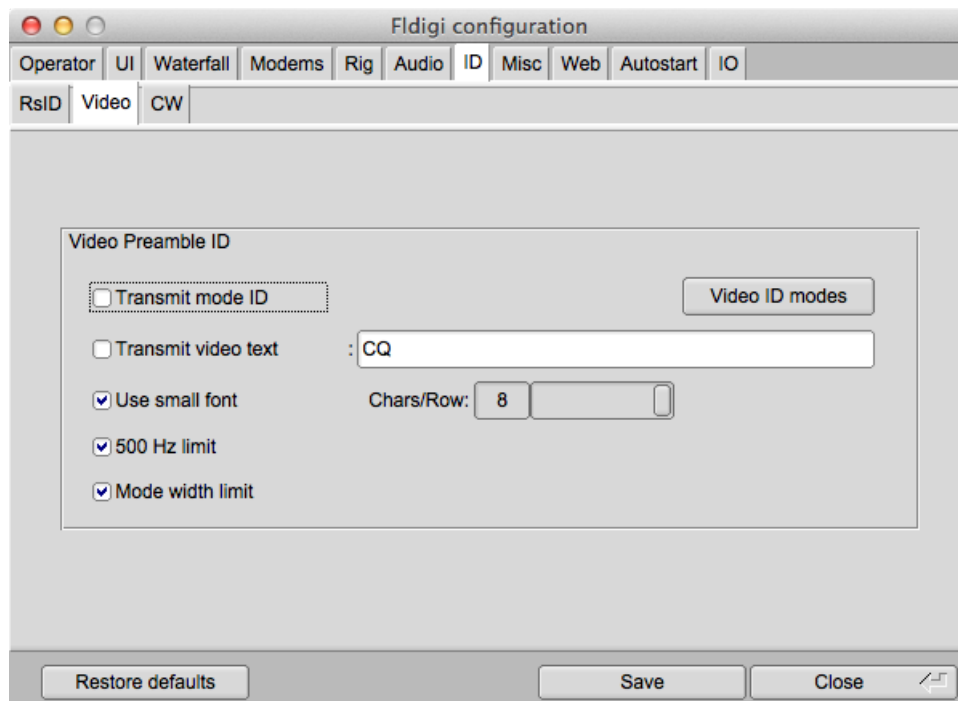 Fldigi configuration
Operator UI Waterfall Modems Rig Audio ID Misc Web Autostart IO
RsID Video CW
Video Preamble ID
Transmit mode ID Video ID modes
Transmit video text : CQ
Use small font Chars/Row: 8
500 Hz limit
Mode width limit
Restore defaults Save Close